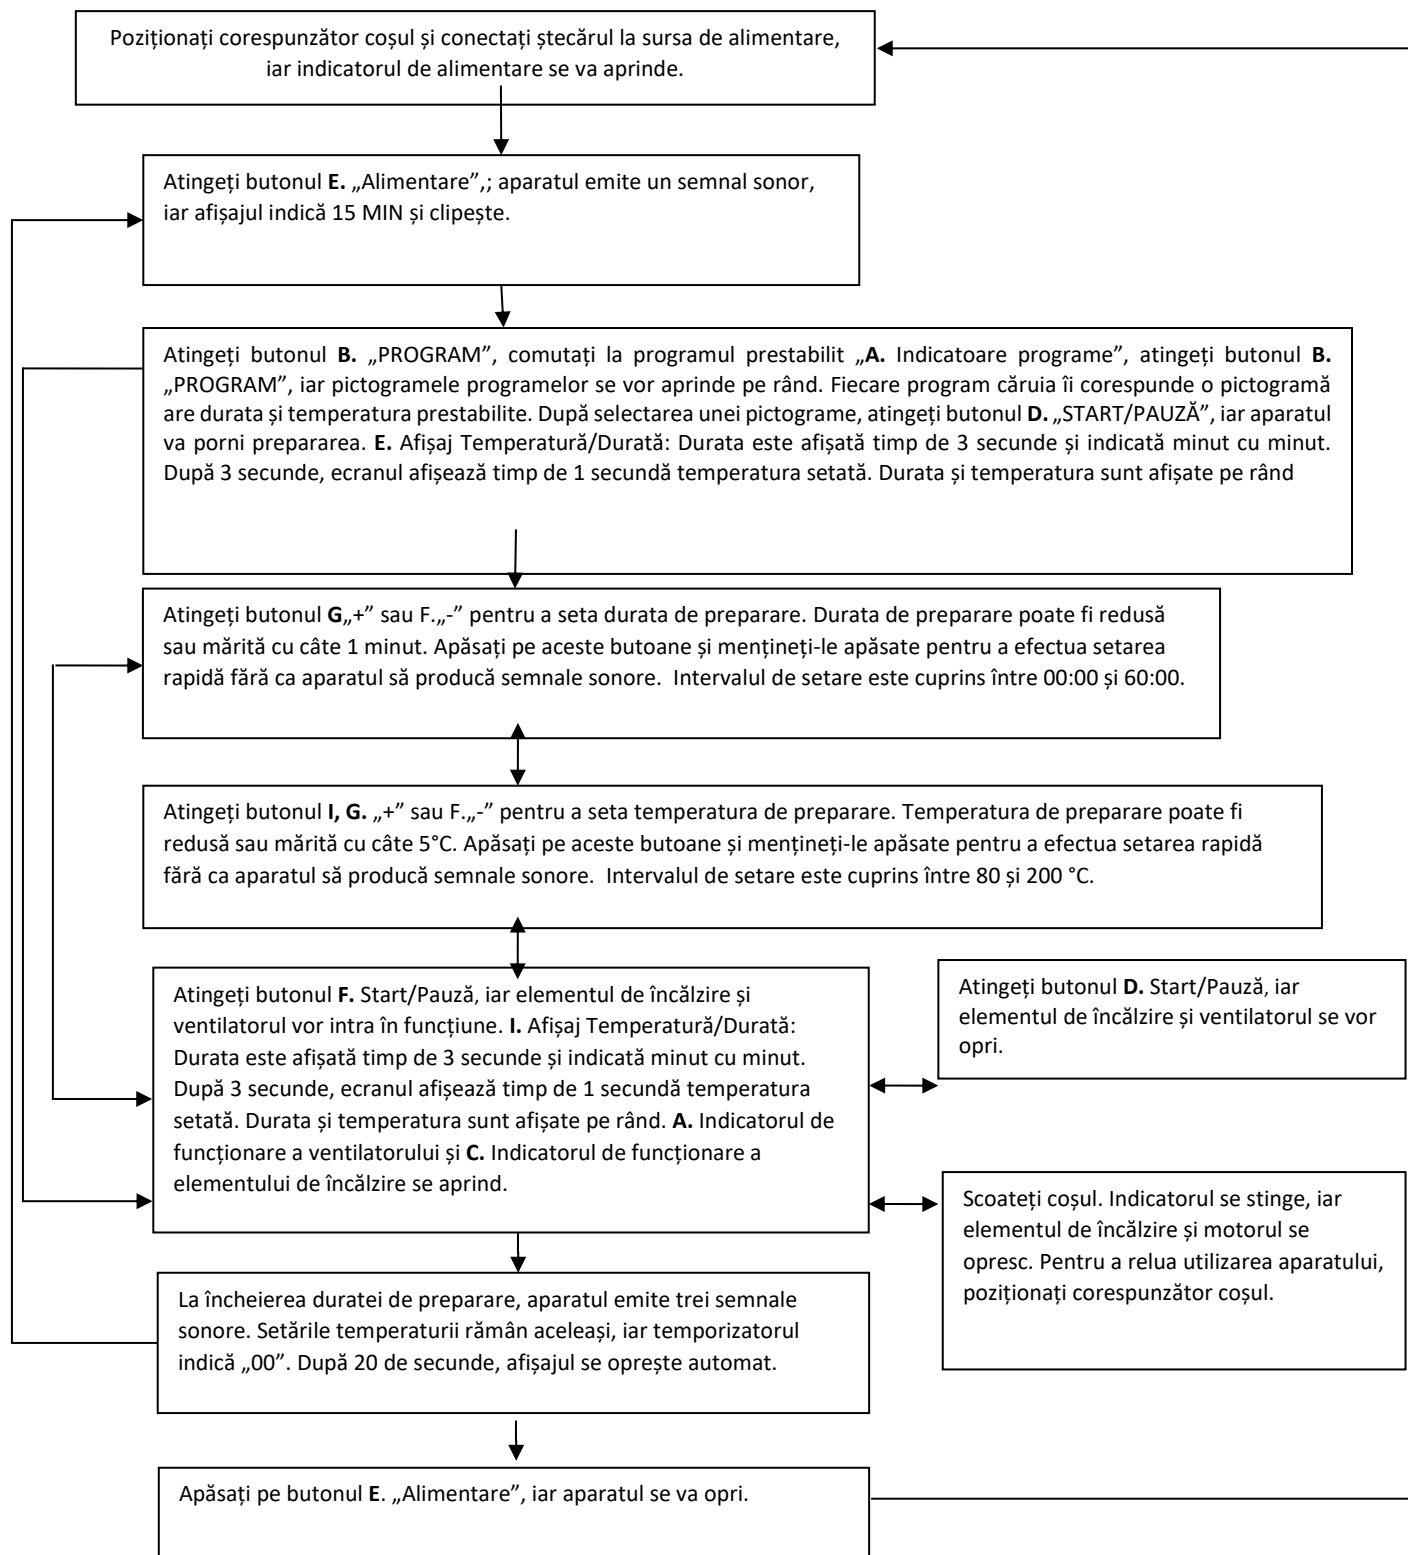 Poziționați corespunzător coșul și conectați ștecărul la sursa de alimentare,
iar indicatorul de alimentare se va aprinde.
Atingeți butonul E. „Alimentare”,; aparatul emite un semnal sonor,
iar afișajul indică 15 MIN și clipește.
Atingeți butonul B. „PROGRAM”, comutați la programul prestabilit „A. Indicatoare programe”, atingeți butonul B.
„PROGRAM”, iar pictogramele programelor se vor aprinde pe rând. Fiecare program căruia îi corespunde o pictogramă
are durata și temperatura prestabilite. După selectarea unei pictograme, atingeți butonul D. „START/PAUZĂ”, iar aparatul
va porni prepararea. E. Afișaj Temperatură/Durată: Durata este afișată timp de 3 secunde și indicată minut cu minut.
După 3 secunde, ecranul afișează timp de 1 secundă temperatura setată. Durata și temperatura sunt afișate pe rând
Atingeți butonul G„+” sau F.„-” pentru a seta durata de preparare. Durata de preparare poate fi redusă
sau mărită cu câte 1 minut. Apăsați pe aceste butoane și mențineți-le apăsate pentru a efectua setarea
rapidă fără ca aparatul să producă semnale sonore.  Intervalul de setare este cuprins între 00:00 și 60:00.
Atingeți butonul I, G. „+” sau F.„-” pentru a seta temperatura de preparare. Temperatura de preparare poate fi
redusă sau mărită cu câte 5°C. Apăsați pe aceste butoane și mențineți-le apăsate pentru a efectua setarea rapidă
fără ca aparatul să producă semnale sonore.  Intervalul de setare este cuprins între 80 și 200 °C.
Atingeți butonul F. Start/Pauză, iar elementul de încălzire și
ventilatorul vor intra în funcțiune. I. Afișaj Temperatură/Durată:
Durata este afișată timp de 3 secunde și indicată minut cu minut.
După 3 secunde, ecranul afișează timp de 1 secundă temperatura
setată. Durata și temperatura sunt afișate pe rând. A. Indicatorul de
funcționare a ventilatorului și C. Indicatorul de funcționare a
elementului de încălzire se aprind.
Atingeți butonul D. Start/Pauză, iar
elementul de încălzire și ventilatorul se vor
opri.
Scoateți coșul. Indicatorul se stinge, iar
elementul de încălzire și motorul se
opresc. Pentru a relua utilizarea aparatului,
poziționați corespunzător coșul.
La încheierea duratei de preparare, aparatul emite trei semnale
sonore. Setările temperaturii rămân aceleași, iar temporizatorul
indică „00”. După 20 de secunde, afișajul se oprește automat.
Apăsați pe butonul E. „Alimentare”, iar aparatul se va opri.